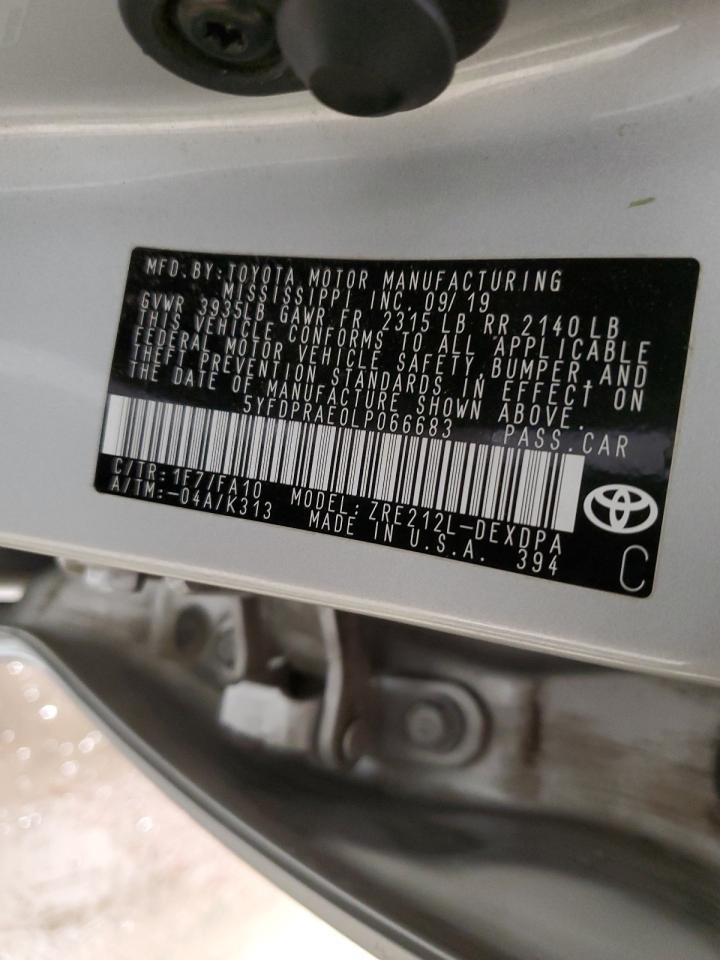 MFD. BY: TOYOTA MOTOR MANUFACTURING
MISSISSIPPI INC. 09/19
GVWR 3935LB GAWR FR 2315 LB RR 2140 LB
THIS VEHICLE CONFORMS TO ALL APPLICABLE
FEDERAL MOTOR VEHICLE SAFETY, BUMPER, AND
THEFT PREVENTION STANDARDS IN EFFECT ON
THE DATE OF MANUFACTURE SHOWN ABOVE.
5YFDPRAE0LP066683 PASS. CAR
C/TR: 1F7/FA10 MODEL: ZRE212L-DEXDPA
A/TM:-04A/K313 MADE IN U.S.A. 394
C